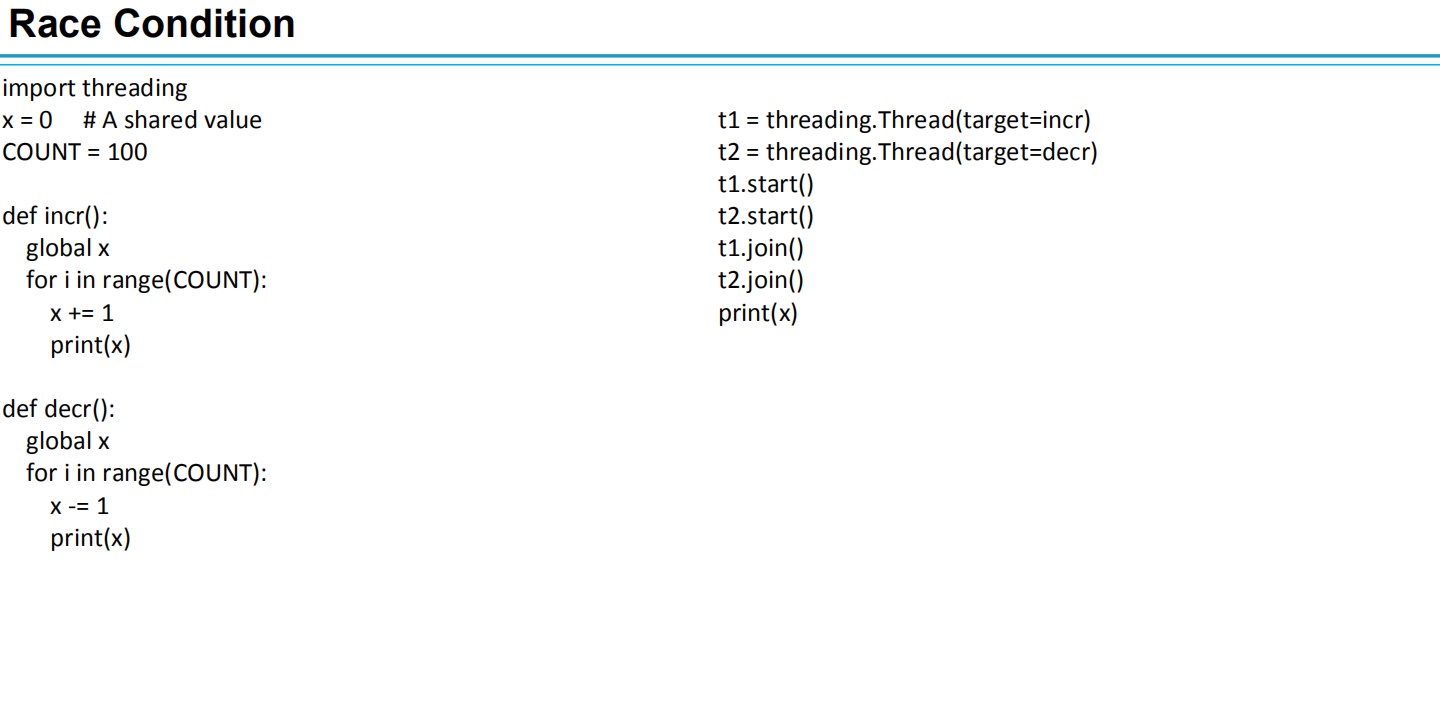 Race Condition
import threading
x = 0     # A shared value
COUNT = 100
def incr():
global x
for i in range(COUNT):
x += 1
print(x)
def decr():
global x
for i in range(COUNT):
x -= 1
print(x)
t1 = threading.Thread(target=incr)
t2 = threading.Thread(target=decr)
t1.start()
t2.start()
t1.join()
t2.join()
print(x)